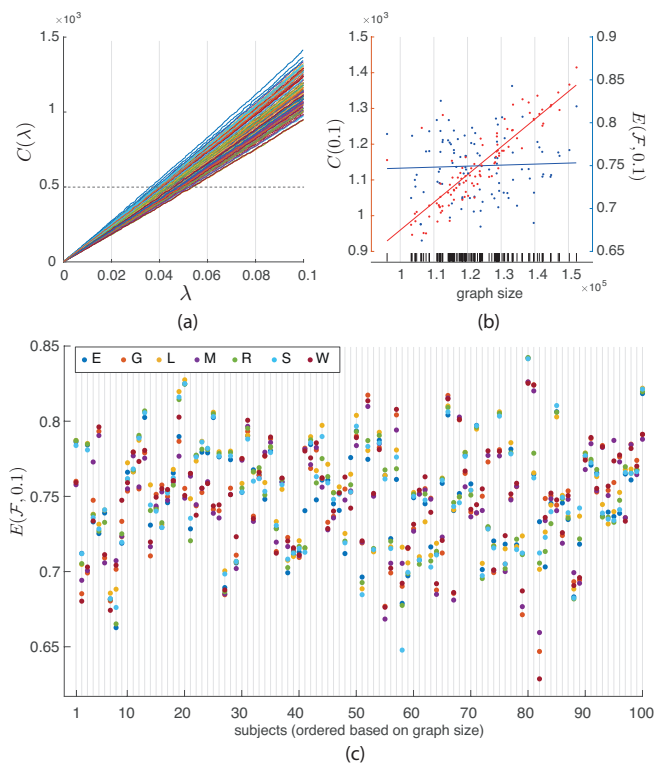 ×10³
1.5
1
0.5
0
C(λ)
0 0.02 0.04 0.06 0.08 0.1
λ
(a)
×10³
1.5
1.4
1.3
1.2
1.1
1
0.9
C(0.1)
0.9
0.85
0.8
0.75
0.7
0.65
E(ℱ, 0.1)
1 1.1 1.2 1.3 1.4 1.5
graph size
×10⁵
(b)
E G L M R S W
0.85
0.8
0.75
0.7
0.65
E(ℱ, 0.1)
1 10 20 30 40 50 60 70 80 90 100
subjects (ordered based on graph size)
(c)